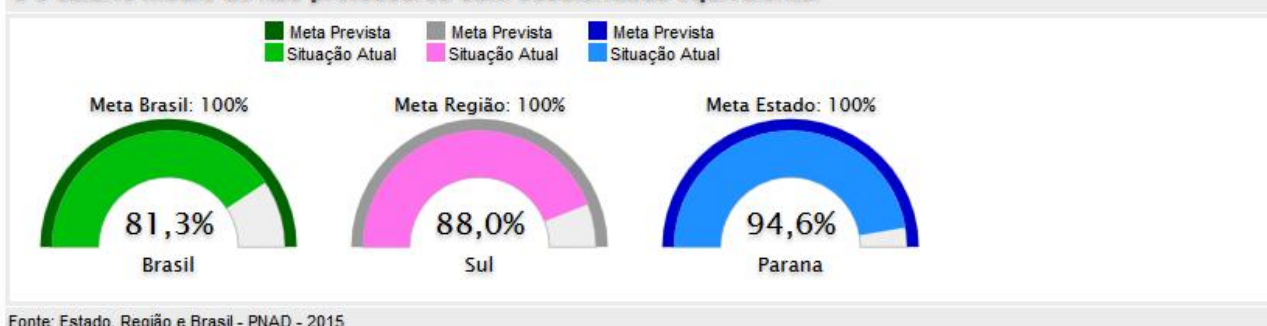 Meta Prevista Meta Prevista Meta Prevista
Situação Atual Situação Atual Situação Atual
Meta Brasil: 100% Meta Região: 100% Meta Estado: 100%
81,3% 88,0% 94,6%
Brasil Sul Parana
Fonte: Estado, Região e Brasil - PNAD - 2015